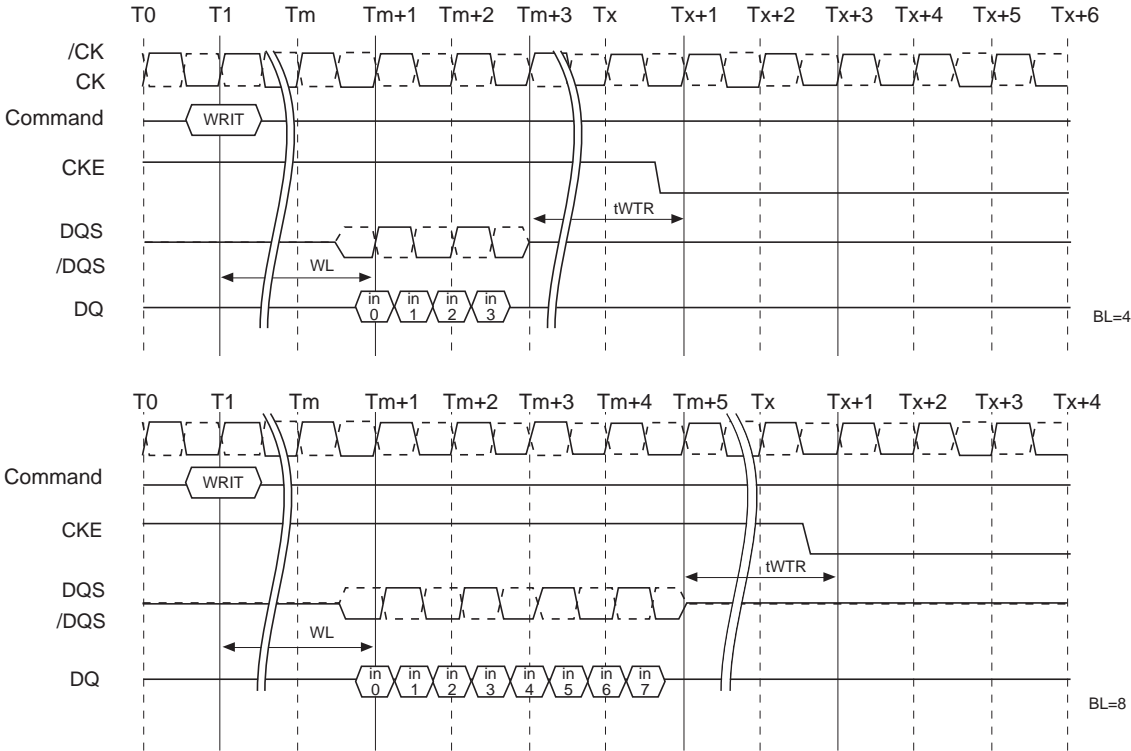 T0 T1 Tm Tm+1 Tm+2 Tm+3 Tx Tx+1 Tx+2 Tx+3 Tx+4 Tx+5 Tx+6
/CK
CK
Command WRIT
CKE
tWTR
DQS
/DQS
WL
DQ in 0 in 1 in 2 in 3
BL=4
T0 T1 Tm Tm+1 Tm+2 Tm+3 Tm+4 Tm+5 Tx Tx+1 Tx+2 Tx+3 Tx+4
Command WRIT
CKE
tWTR
DQS
/DQS
WL
DQ in 0 in 1 in 2 in 3 in 4 in 5 in 6 in 7
BL=8